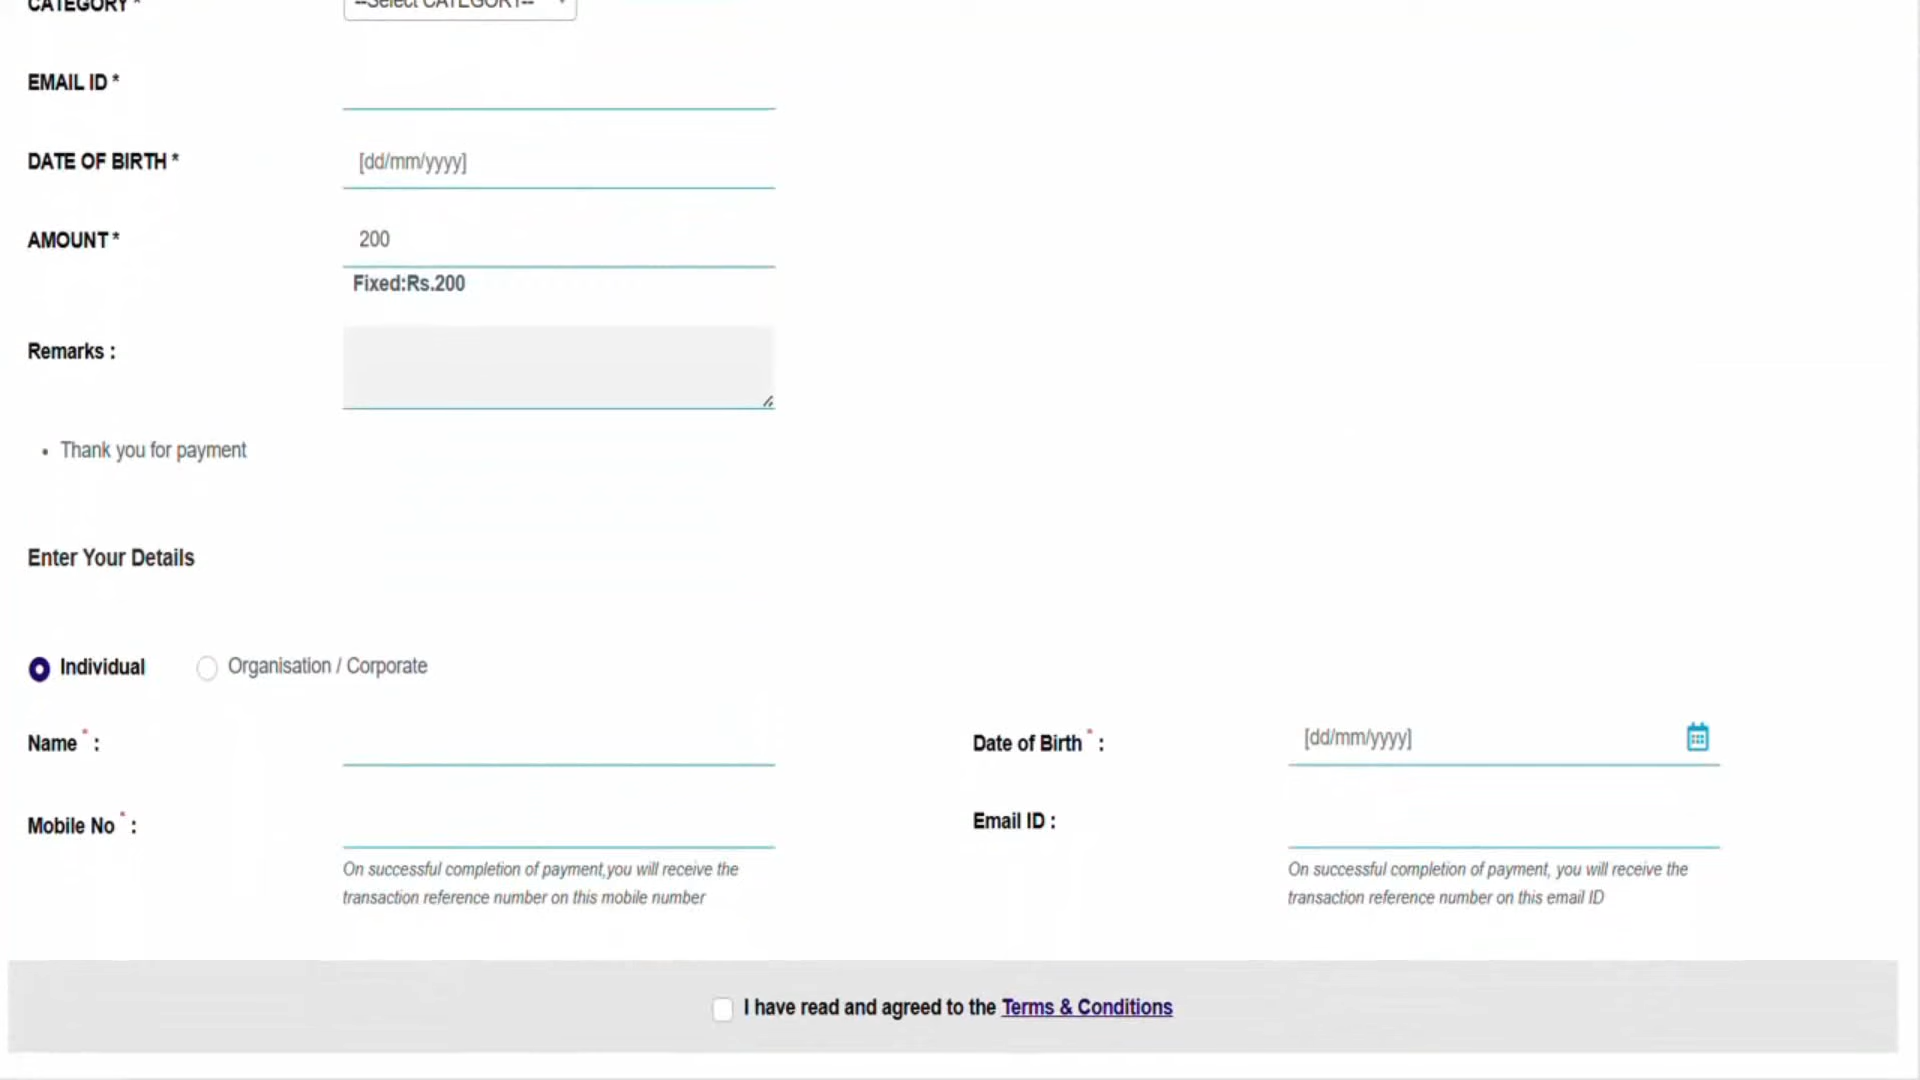 CATEGORY *
--Select CATEGORY--
EMAIL ID *
DATE OF BIRTH *
[dd/mm/yyyy]
AMOUNT *
200
Fixed:Rs.200
Remarks :
• Thank you for payment
Enter Your Details
Individual
Organisation / Corporate
Name * :
Date of Birth * :
[dd/mm/yyyy]
Mobile No * :
Email ID :
On successful completion of payment,you will receive the
transaction reference number on this mobile number
On successful completion of payment, you will receive the
transaction reference number on this email ID
I have read and agreed to the Terms & Conditions